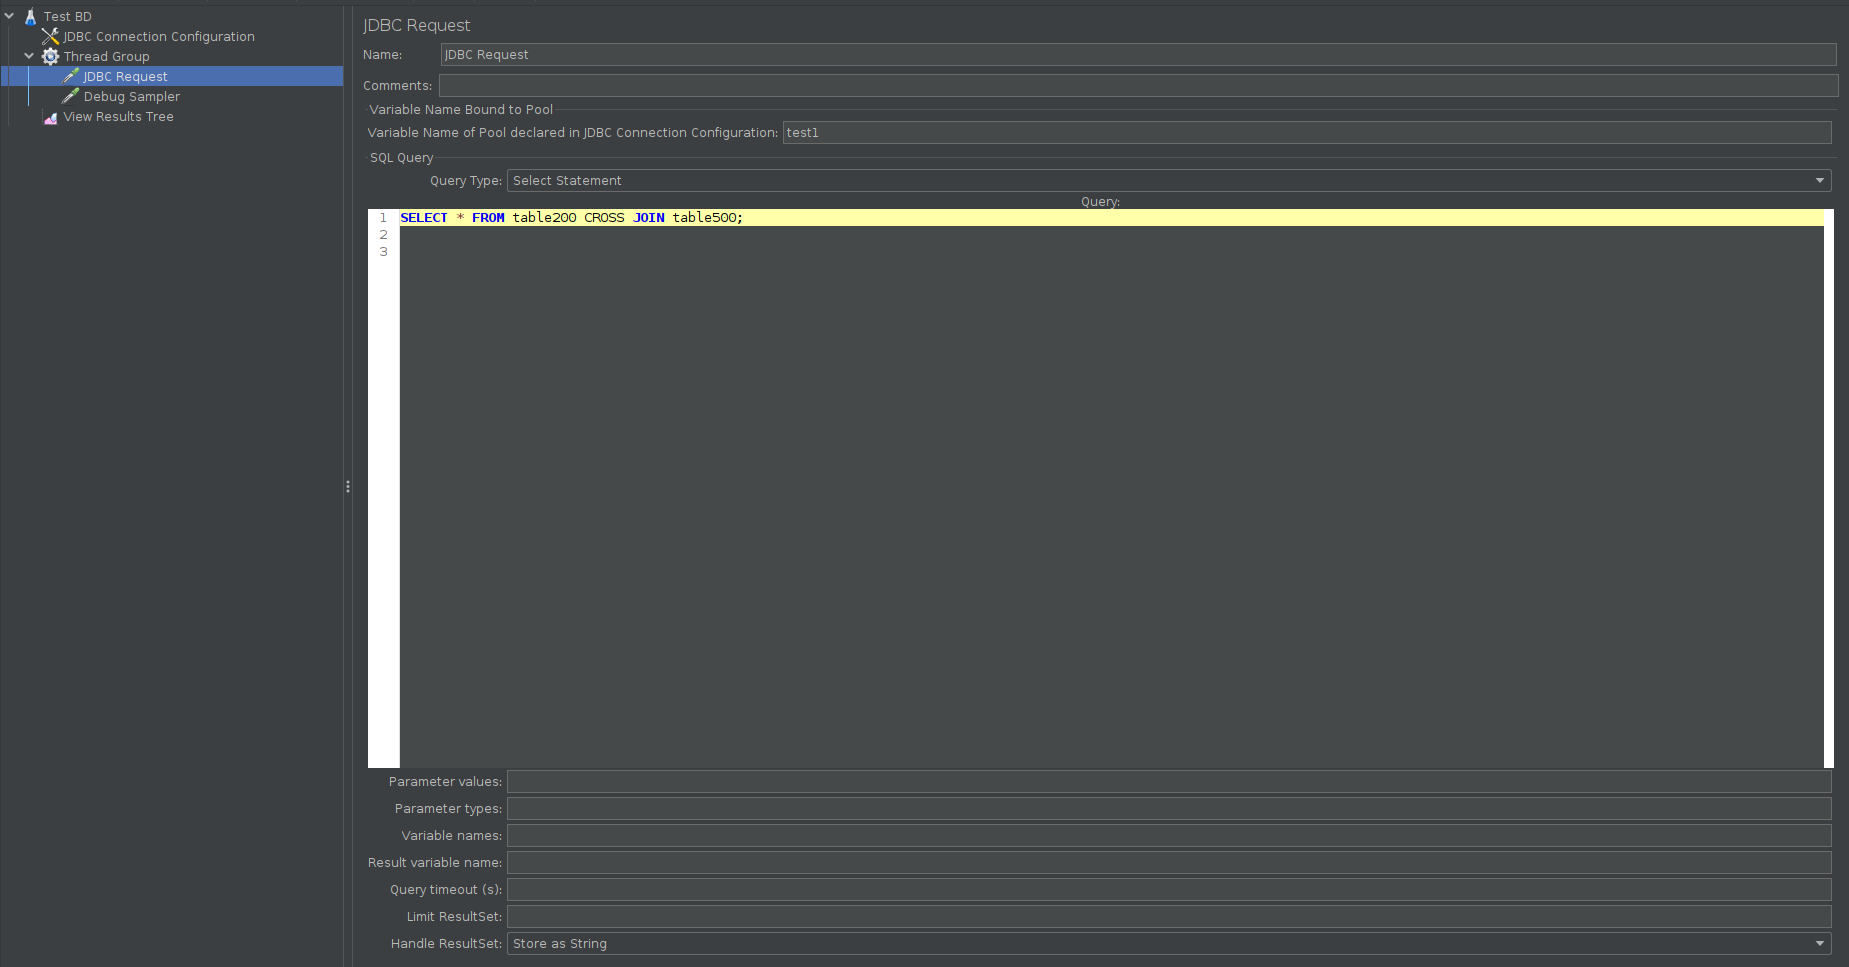 Test BD
JDBC Connection Configuration
Thread Group
JDBC Request
Debug Sampler
View Results Tree
JDBC Request
Name: JDBC Request
Comments:
Variable Name Bound to Pool
Variable Name of Pool declared in JDBC Connection Configuration: test1
SQL Query
Query Type: Select Statement
Query:
1 SELECT * FROM table200 CROSS JOIN table500;
2
3
Parameter values:
Parameter types:
Variable names:
Result variable name:
Query timeout (s):
Limit ResultSet:
Handle ResultSet: Store as String